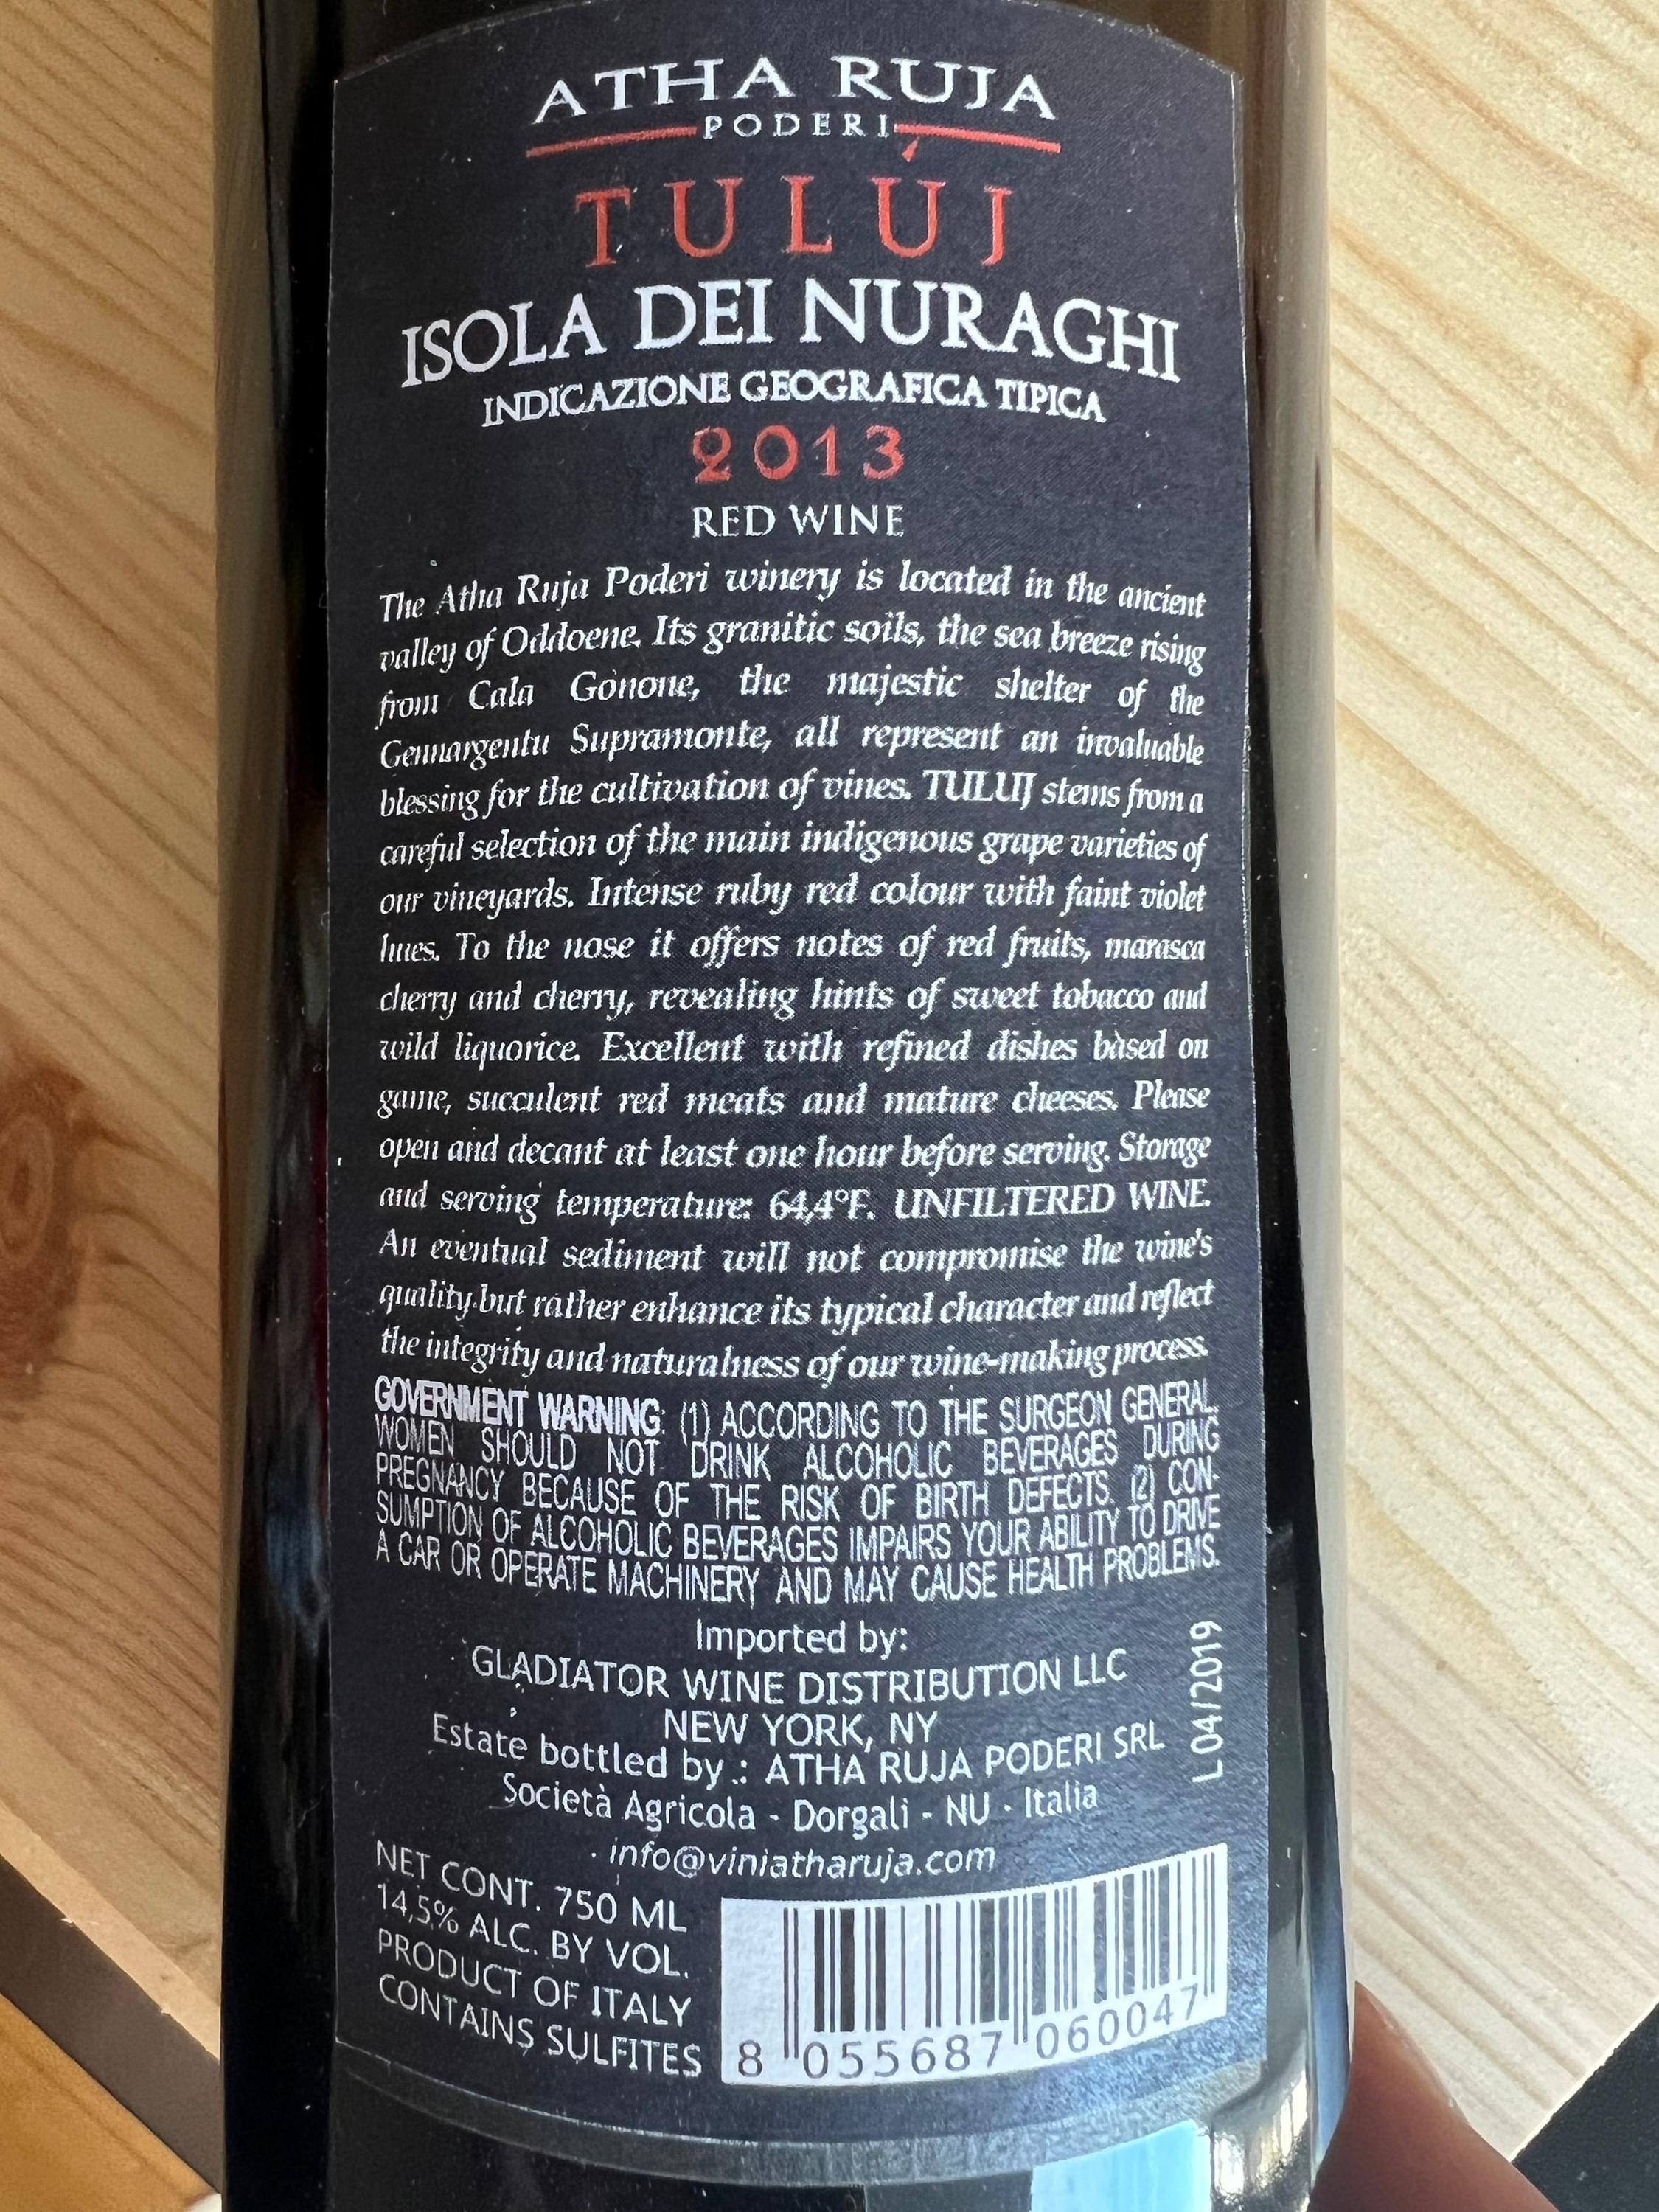 ATHA RUJA
PODERI
TULÚJ
ISOLA DEI NURAGHI
INDICAZIONE GEOGRAFICA TIPICA
2013
RED WINE
The Atha Ruja Poderi winery is located in the ancient
valley of Oddoene. Its granitic soils, the sea breeze rising
from Cala Gonone, the majestic shelter of the
Gennargentu Supramonte, all represent an invaluable
blessing for the cultivation of vines. TULUJ stems from a
careful selection of the main indigenous grape varieties of
our vineyards. Intense ruby red colour with faint violet
hues. To the nose it offers notes of red fruits, marasca
cherry and cherry, revealing hints of sweet tobacco and
wild liquorice. Excellent with refined dishes based on
game, succulent red meats and mature cheeses. Please
open and decant at least one hour before serving. Storage
and serving temperature: 64,4°F. UNFILTERED WINE.
An eventual sediment will not compromise the wine's
quality but rather enhance its typical character and reflect
the integrity and naturalness of our wine-making process.
GOVERNMENT WARNING: (1) ACCORDING TO THE SURGEON GENERAL,
WOMEN SHOULD NOT DRINK ALCOHOLIC BEVERAGES DURING
PREGNANCY BECAUSE OF THE RISK OF BIRTH DEFECTS. (2) CON-
SUMPTION OF ALCOHOLIC BEVERAGES IMPAIRS YOUR ABILITY TO DRIVE
A CAR OR OPERATE MACHINERY, AND MAY CAUSE HEALTH PROBLEMS.
Imported by:
GLADIATOR WINE DISTRIBUTION LLC
NEW YORK, NY
Estate bottled by.: ATHA RUJA PODERI SRL
Società Agricola - Dorgali - NU - Italia
info@viniatharuja.com
L 04/2019
NET CONT. 750 ML
14,5% ALC. BY VOL.
PRODUCT OF ITALY
CONTAINS SULFITES
8 055687 060047